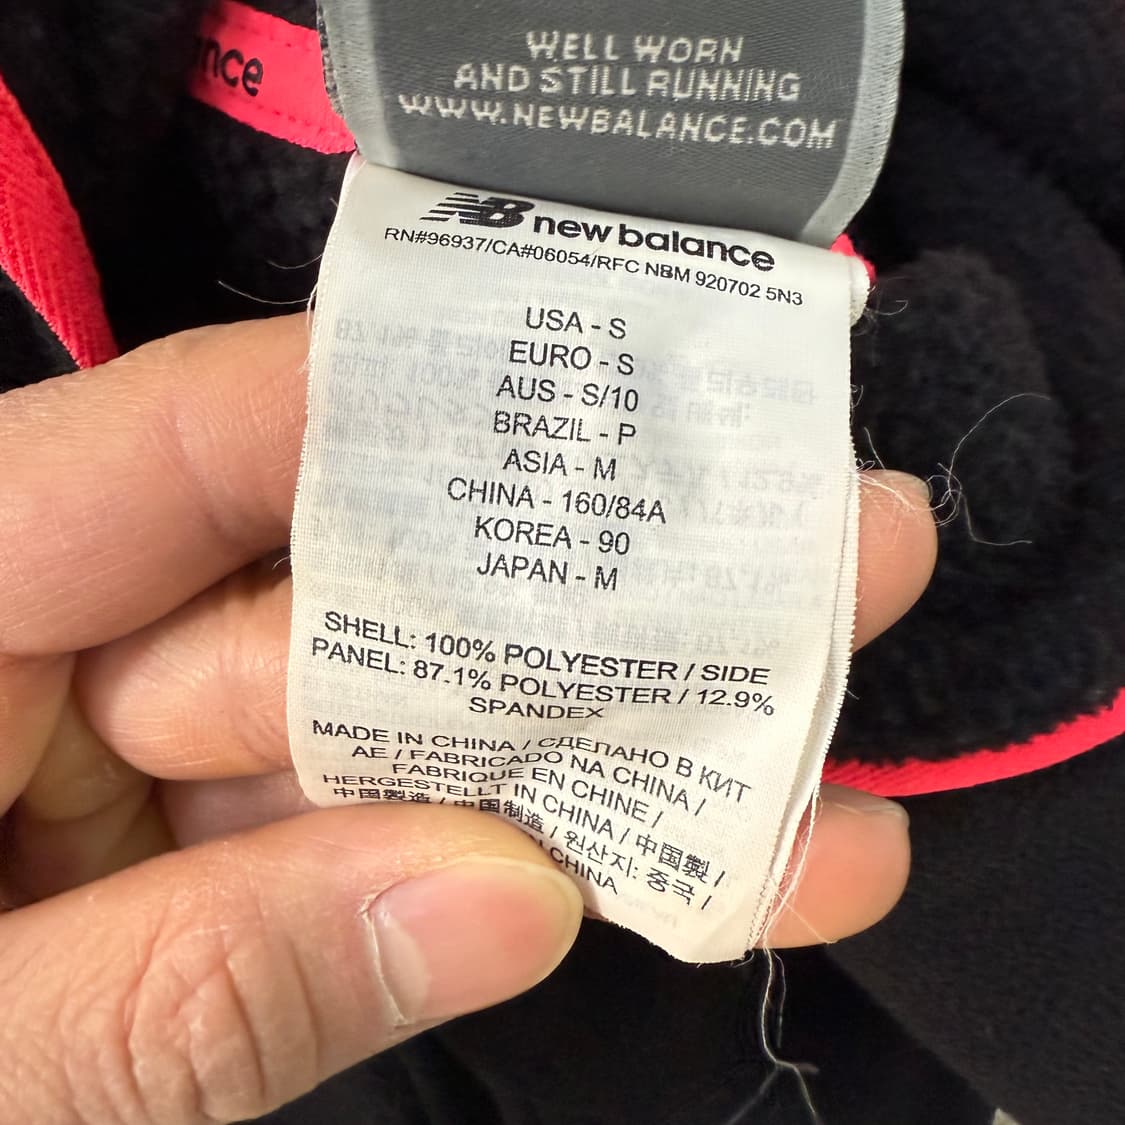 nce
WELL WORN
AND STILL RUNNING
WWW.NEWBALANCE.COM
NB new balance
RN#96937/CA#06054/RFC NBM 920702 5N3
USA - S
EURO - S
AUS - S/10
BRAZIL - P
ASIA - M
CHINA - 160/84A
KOREA - 90
JAPAN - M
SHELL: 100% POLYESTER / SIDE
PANEL: 87.1% POLYESTER / 12.9%
SPANDEX
MADE IN CHINA / СДЕЛАНО В КИТ
АЕ / FABRICADO NA CHINA /
FABRIQUE EN CHINE /
HERGESTELLT IN CHINA / 中国製 /
中国製造 / 中国制造 / 원산지: 중국 /
CHINA